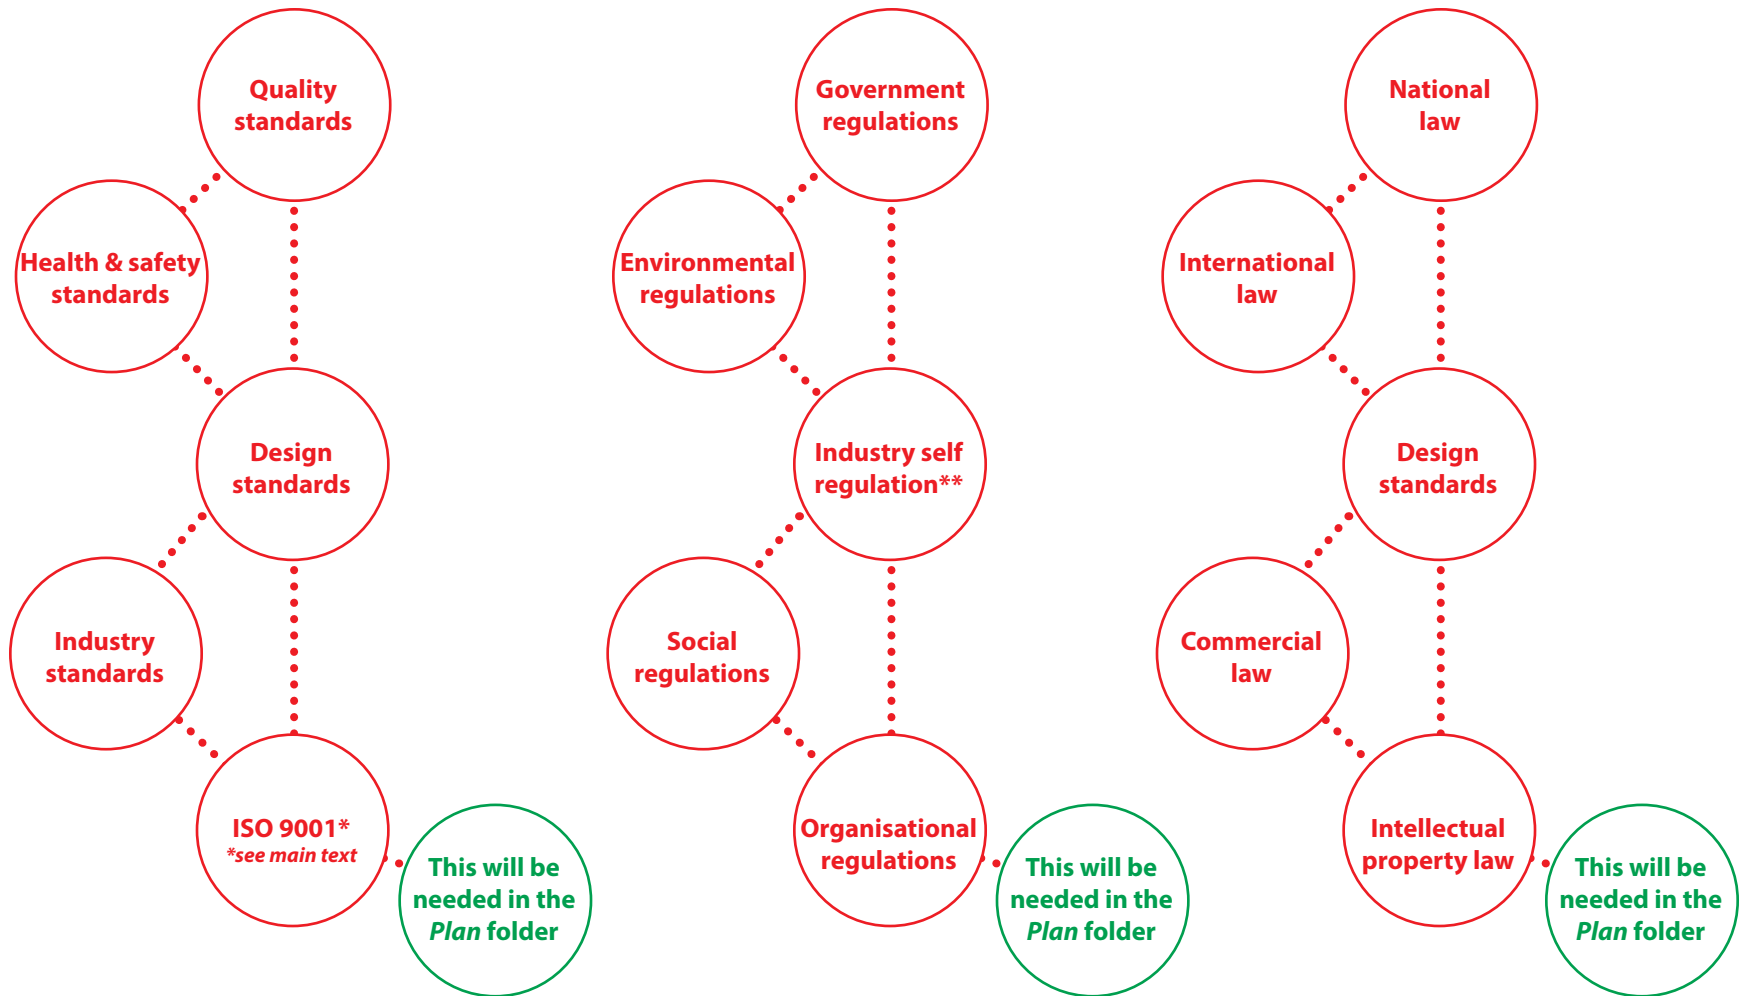 Quality
standards
Health & safety
standards
Design
standards
Industry
standards
ISO 9001*
*see main text
This will be
needed in the
Plan folder
Government
regulations
Environmental
regulations
Industry self
regulation**
Social
regulations
Organisational
regulations
This will be
needed in the
Plan folder
National
law
International
law
Design
standards
Commercial
law
Intellectual
property law
This will be
needed in the
Plan folder